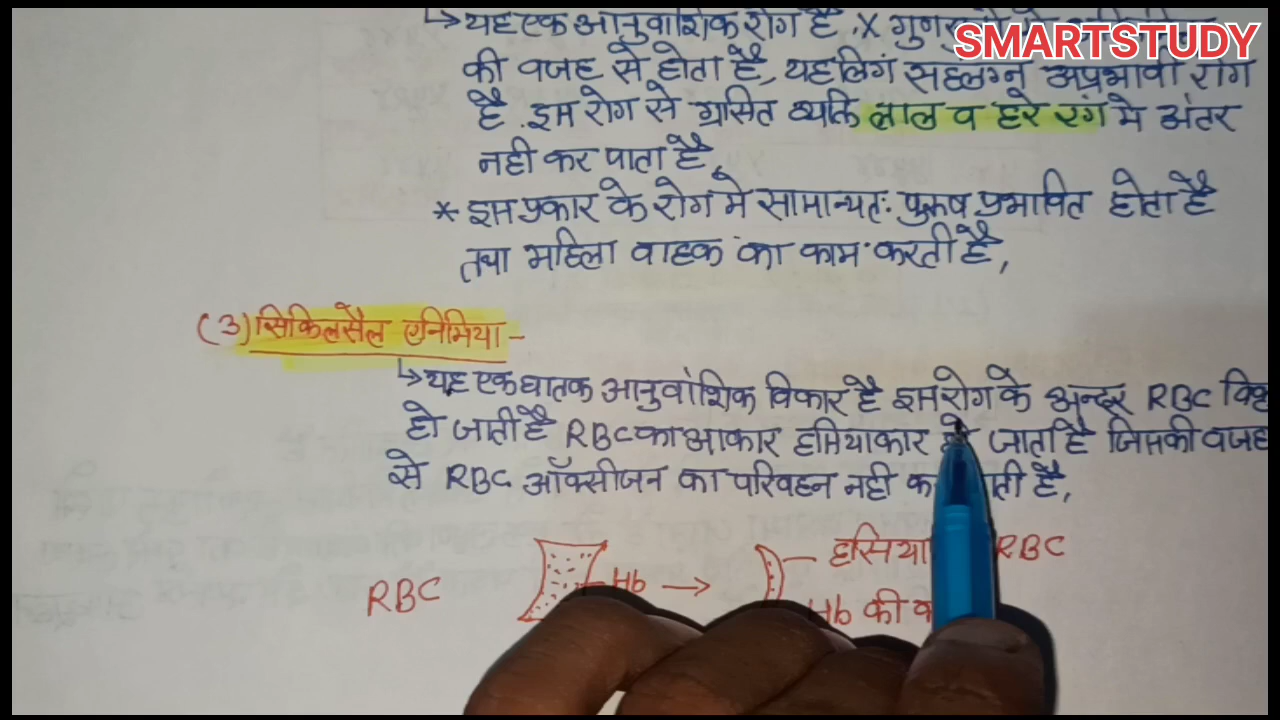 SMARTSTUDY
↳ यह एक आनुवांशिक रोग है, X गुणसूत्रो
की वजह से होता है, यह लिगं सहलंग्न अप्रभावी रोग
है. इस रोग से ग्रसित व्यक्ति लाल व हरे रंग मे अंतर
नही कर पाता है,
* इस प्रकार के रोग मे सामान्यतः पुरुष प्रभावित होता है
तथा महिला वाहक का काम करती है,
(3) सिकिलसैल एनिमिया -
↳ यह एक घातक आनुवांशिक विकार है इस रोग के अन्दर RBC
हो जाती है RBC का आकार हसियाकार जाता है जिसकी वजह
से RBC ऑक्सीजन का परिवहन नही है,
RBC Hb → हसिया RBC
Hb की